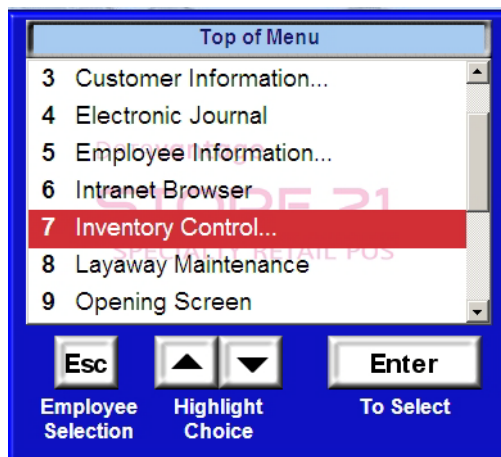 Top of Menu
3 Customer Information...
4 Electronic Journal
Datavantage
5 Employee Information...
6 Intranet Browser
STORE 21
7 Inventory Control...
SPECIALTY RETAIL POS
8 Layaway Maintenance
9 Opening Screen
Esc
Enter
Employee Selection
Highlight Choice
To Select